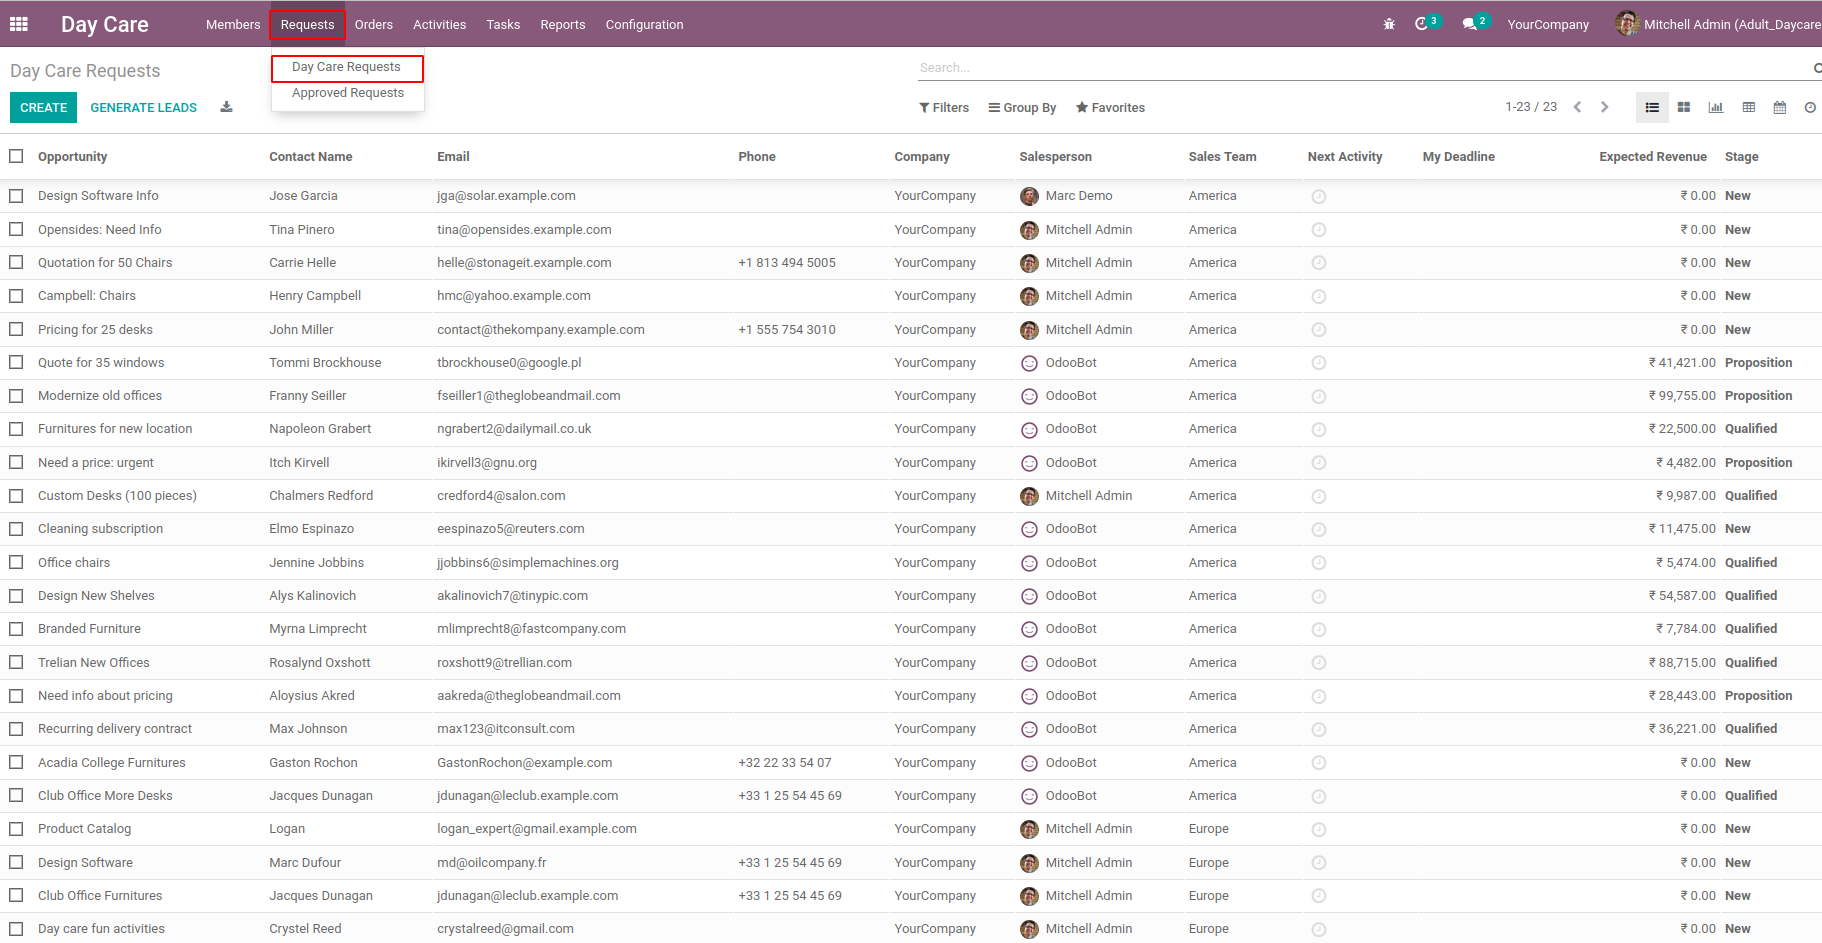 Day Care Members Requests Orders Activities Tasks Reports Configuration 3 2 YourCompany Mitchell Admin (Adult_Daycare
Day Care Requests
Day Care Requests Search...
Approved Requests
CREATE GENERATE LEADS Filters Group By Favorites 1-23 / 23
Opportunity Contact Name Email Phone Company Salesperson Sales Team Next Activity My Deadline Expected Revenue Stage
Design Software Info Jose Garcia jga@solar.example.com YourCompany Marc Demo America ₹ 0.00 New
Opensides: Need Info Tina Pinero tina@opensides.example.com YourCompany Mitchell Admin America ₹ 0.00 New
Quotation for 50 Chairs Carrie Helle helle@stonageit.example.com +1 813 494 5005 YourCompany Mitchell Admin America ₹ 0.00 New
Campbell: Chairs Henry Campbell hmc@yahoo.example.com YourCompany Mitchell Admin America ₹ 0.00 New
Pricing for 25 desks John Miller contact@thekompany.example.com +1 555 754 3010 YourCompany Mitchell Admin America ₹ 0.00 New
Quote for 35 windows Tommi Brockhouse tbrockhouse0@google.pl YourCompany OdooBot America ₹ 41,421.00 Proposition
Modernize old offices Franny Seiller fseiller1@theglobeandmail.com YourCompany OdooBot America ₹ 99,755.00 Proposition
Furnitures for new location Napoleon Grabert ngrabert2@dailymail.co.uk YourCompany OdooBot America ₹ 22,500.00 Qualified
Need a price: urgent Itch Kirvell ikirvell3@gnu.org YourCompany OdooBot America ₹ 4,482.00 Proposition
Custom Desks (100 pieces) Chalmers Redford credford4@salon.com YourCompany Mitchell Admin America ₹ 9,987.00 Qualified
Cleaning subscription Elmo Espinazo eespinazo5@reuters.com YourCompany OdooBot America ₹ 11,475.00 New
Office chairs Jennine Jobbins jjobbins6@simplemachines.org YourCompany OdooBot America ₹ 5,474.00 Qualified
Design New Shelves Alys Kalinovich akalinovich7@tinypic.com YourCompany OdooBot America ₹ 54,587.00 Qualified
Branded Furniture Myrna Limprecht mlimprecht8@fastcompany.com YourCompany OdooBot America ₹ 7,784.00 Qualified
Trelian New Offices Rosalynd Oxshott roxshott9@trellian.com YourCompany OdooBot America ₹ 88,715.00 Qualified
Need info about pricing Aloysius Akred aakreda@theglobeandmail.com YourCompany OdooBot America ₹ 28,443.00 Proposition
Recurring delivery contract Max Johnson max123@itconsult.com YourCompany OdooBot America ₹ 36,221.00 Qualified
Acadia College Furnitures Gaston Rochon GastonRochon@example.com +32 22 33 54 07 YourCompany OdooBot America ₹ 0.00 New
Club Office More Desks Jacques Dunagan jdunagan@leclub.example.com +33 1 25 54 45 69 YourCompany OdooBot America ₹ 0.00 Qualified
Product Catalog Logan logan_expert@gmail.example.com YourCompany Mitchell Admin Europe ₹ 0.00 New
Design Software Marc Dufour md@oilcompany.fr +33 1 25 54 45 69 YourCompany Mitchell Admin Europe ₹ 0.00 New
Club Office Furnitures Jacques Dunagan jdunagan@leclub.example.com +33 1 25 54 45 69 YourCompany Mitchell Admin Europe ₹ 0.00 New
Day care fun activities Crystel Reed crystalreed@gmail.com YourCompany Mitchell Admin Europe ₹ 0.00 New